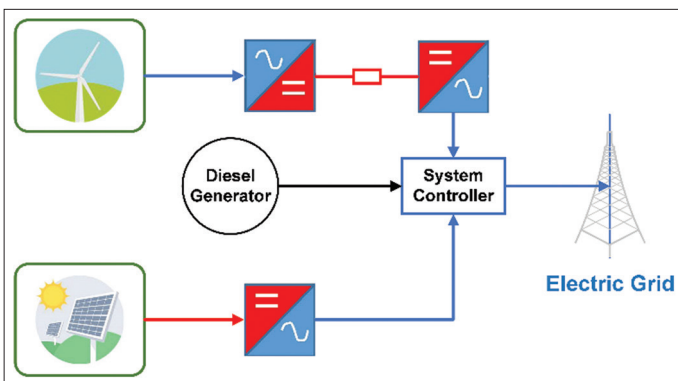 Diesel
Generator
System
Controller
Electric Grid